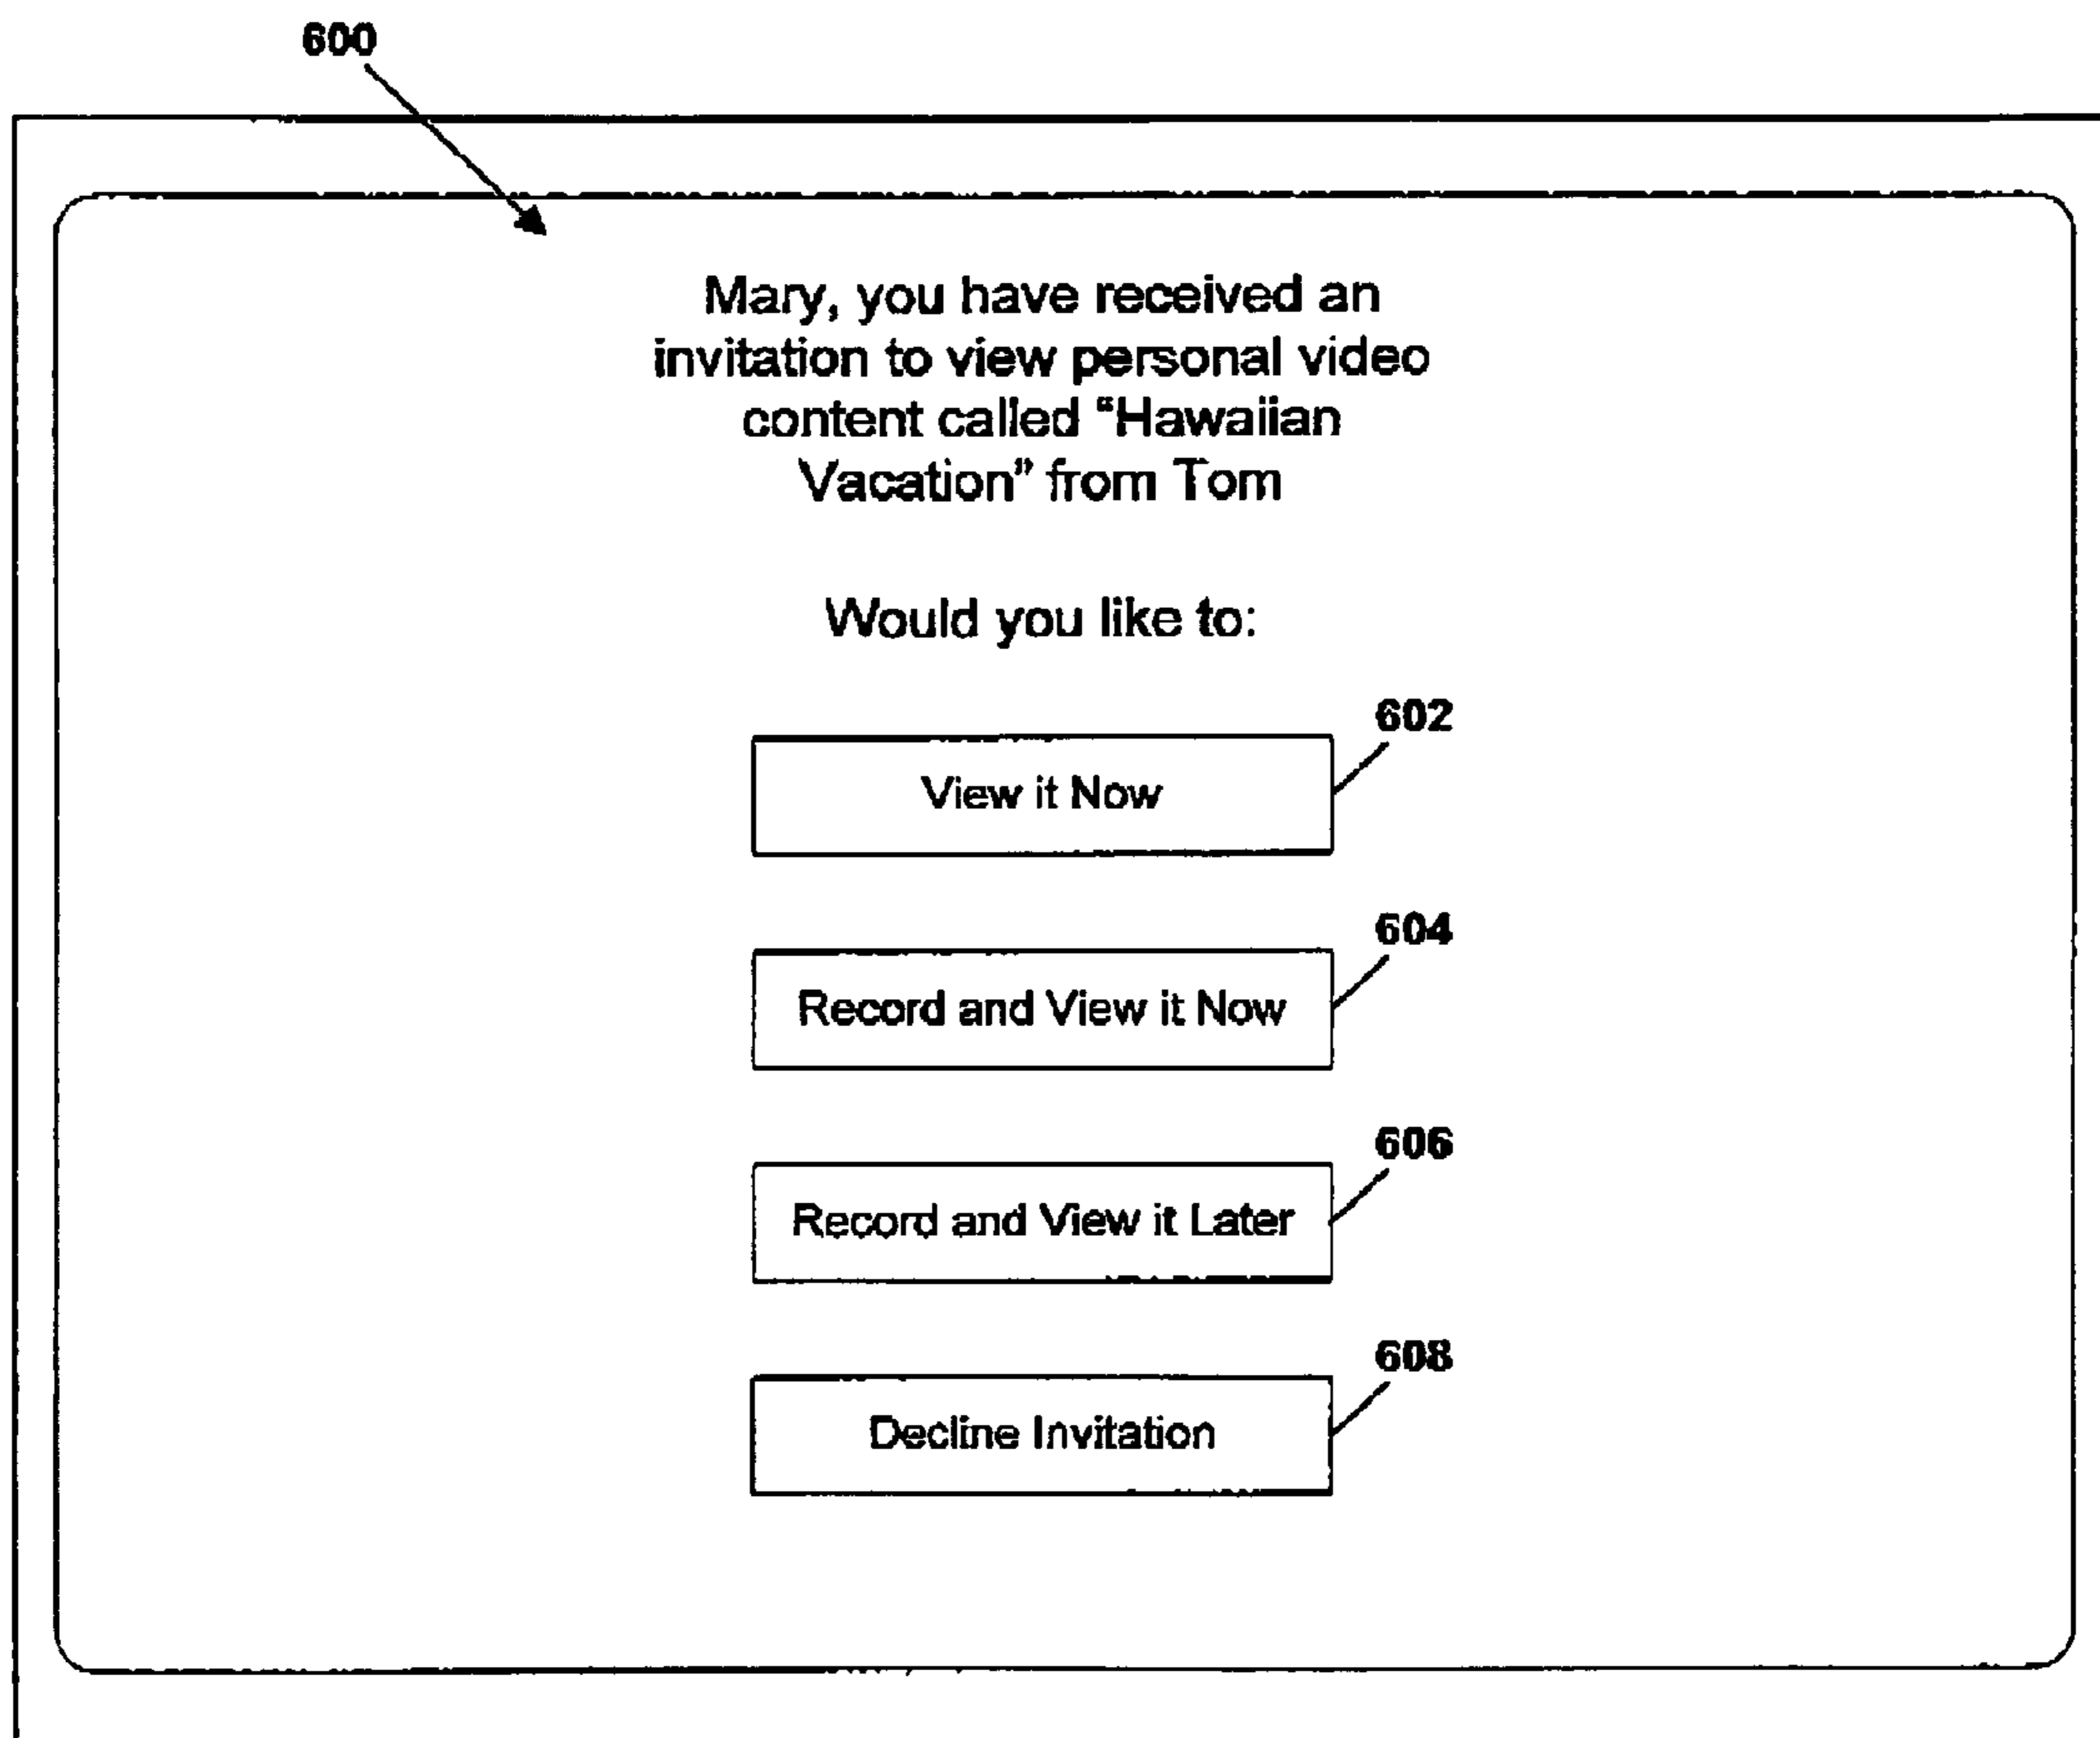 600
Mary, you have received an
invitation to view personal video
content called “Hawaiian
Vacation” from Tom
Would you like to:
602
View it Now
604
Record and View it Now
606
Record and View it Later
608
Decline Invitation